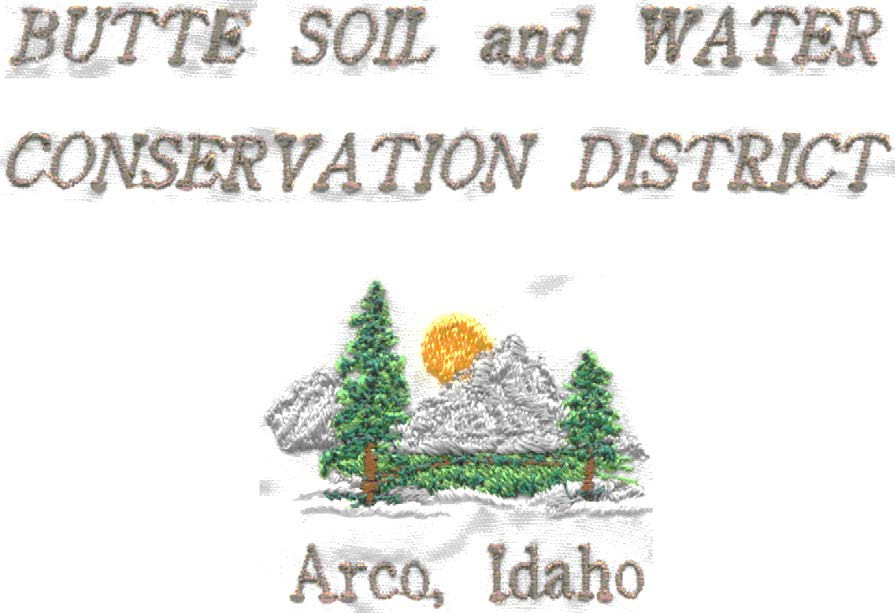 BUTTE SOIL and WATER
CONSERVATION DISTRICT
Arco, Idaho